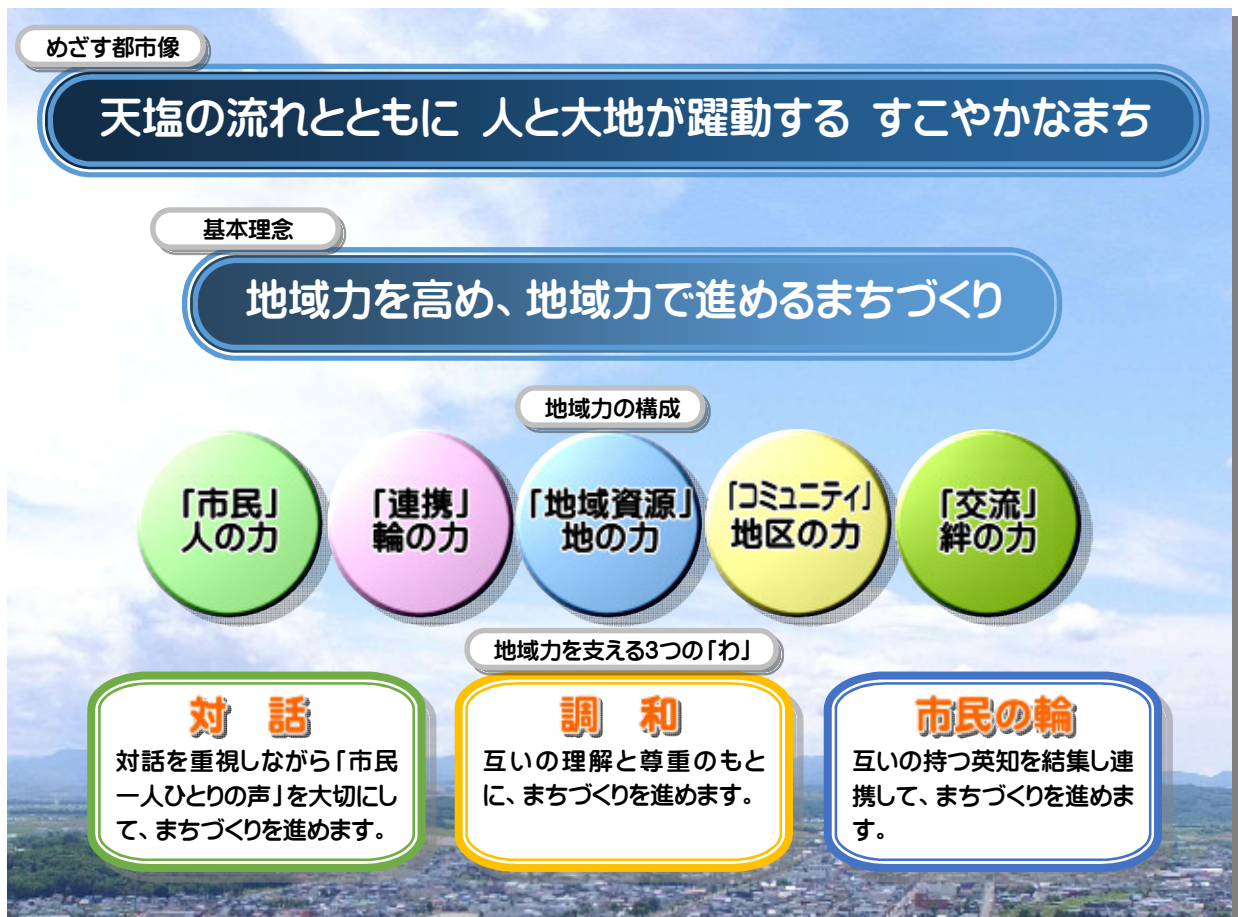 めざす都市像
天塩の流れとともに 人と大地が躍動する すこやかなまち
基本理念
地域力を高め、地域力で進めるまちづくり
地域力の構成
「市民」
人の力
「連携」
輪の力
「地域資源」
地の力
「コミュニティ」
地区の力
「交流」
絆の力
地域力を支える3つの「わ」
対 話
対話を重視しながら「市民
一人ひとりの声」を大切にし
て、まちづくりを進めます。
調 和
互いの理解と尊重のもと
に、まちづくりを進めます。
市民の輪
互いの持つ英知を結集し連
携して、まちづくりを進めま
す。